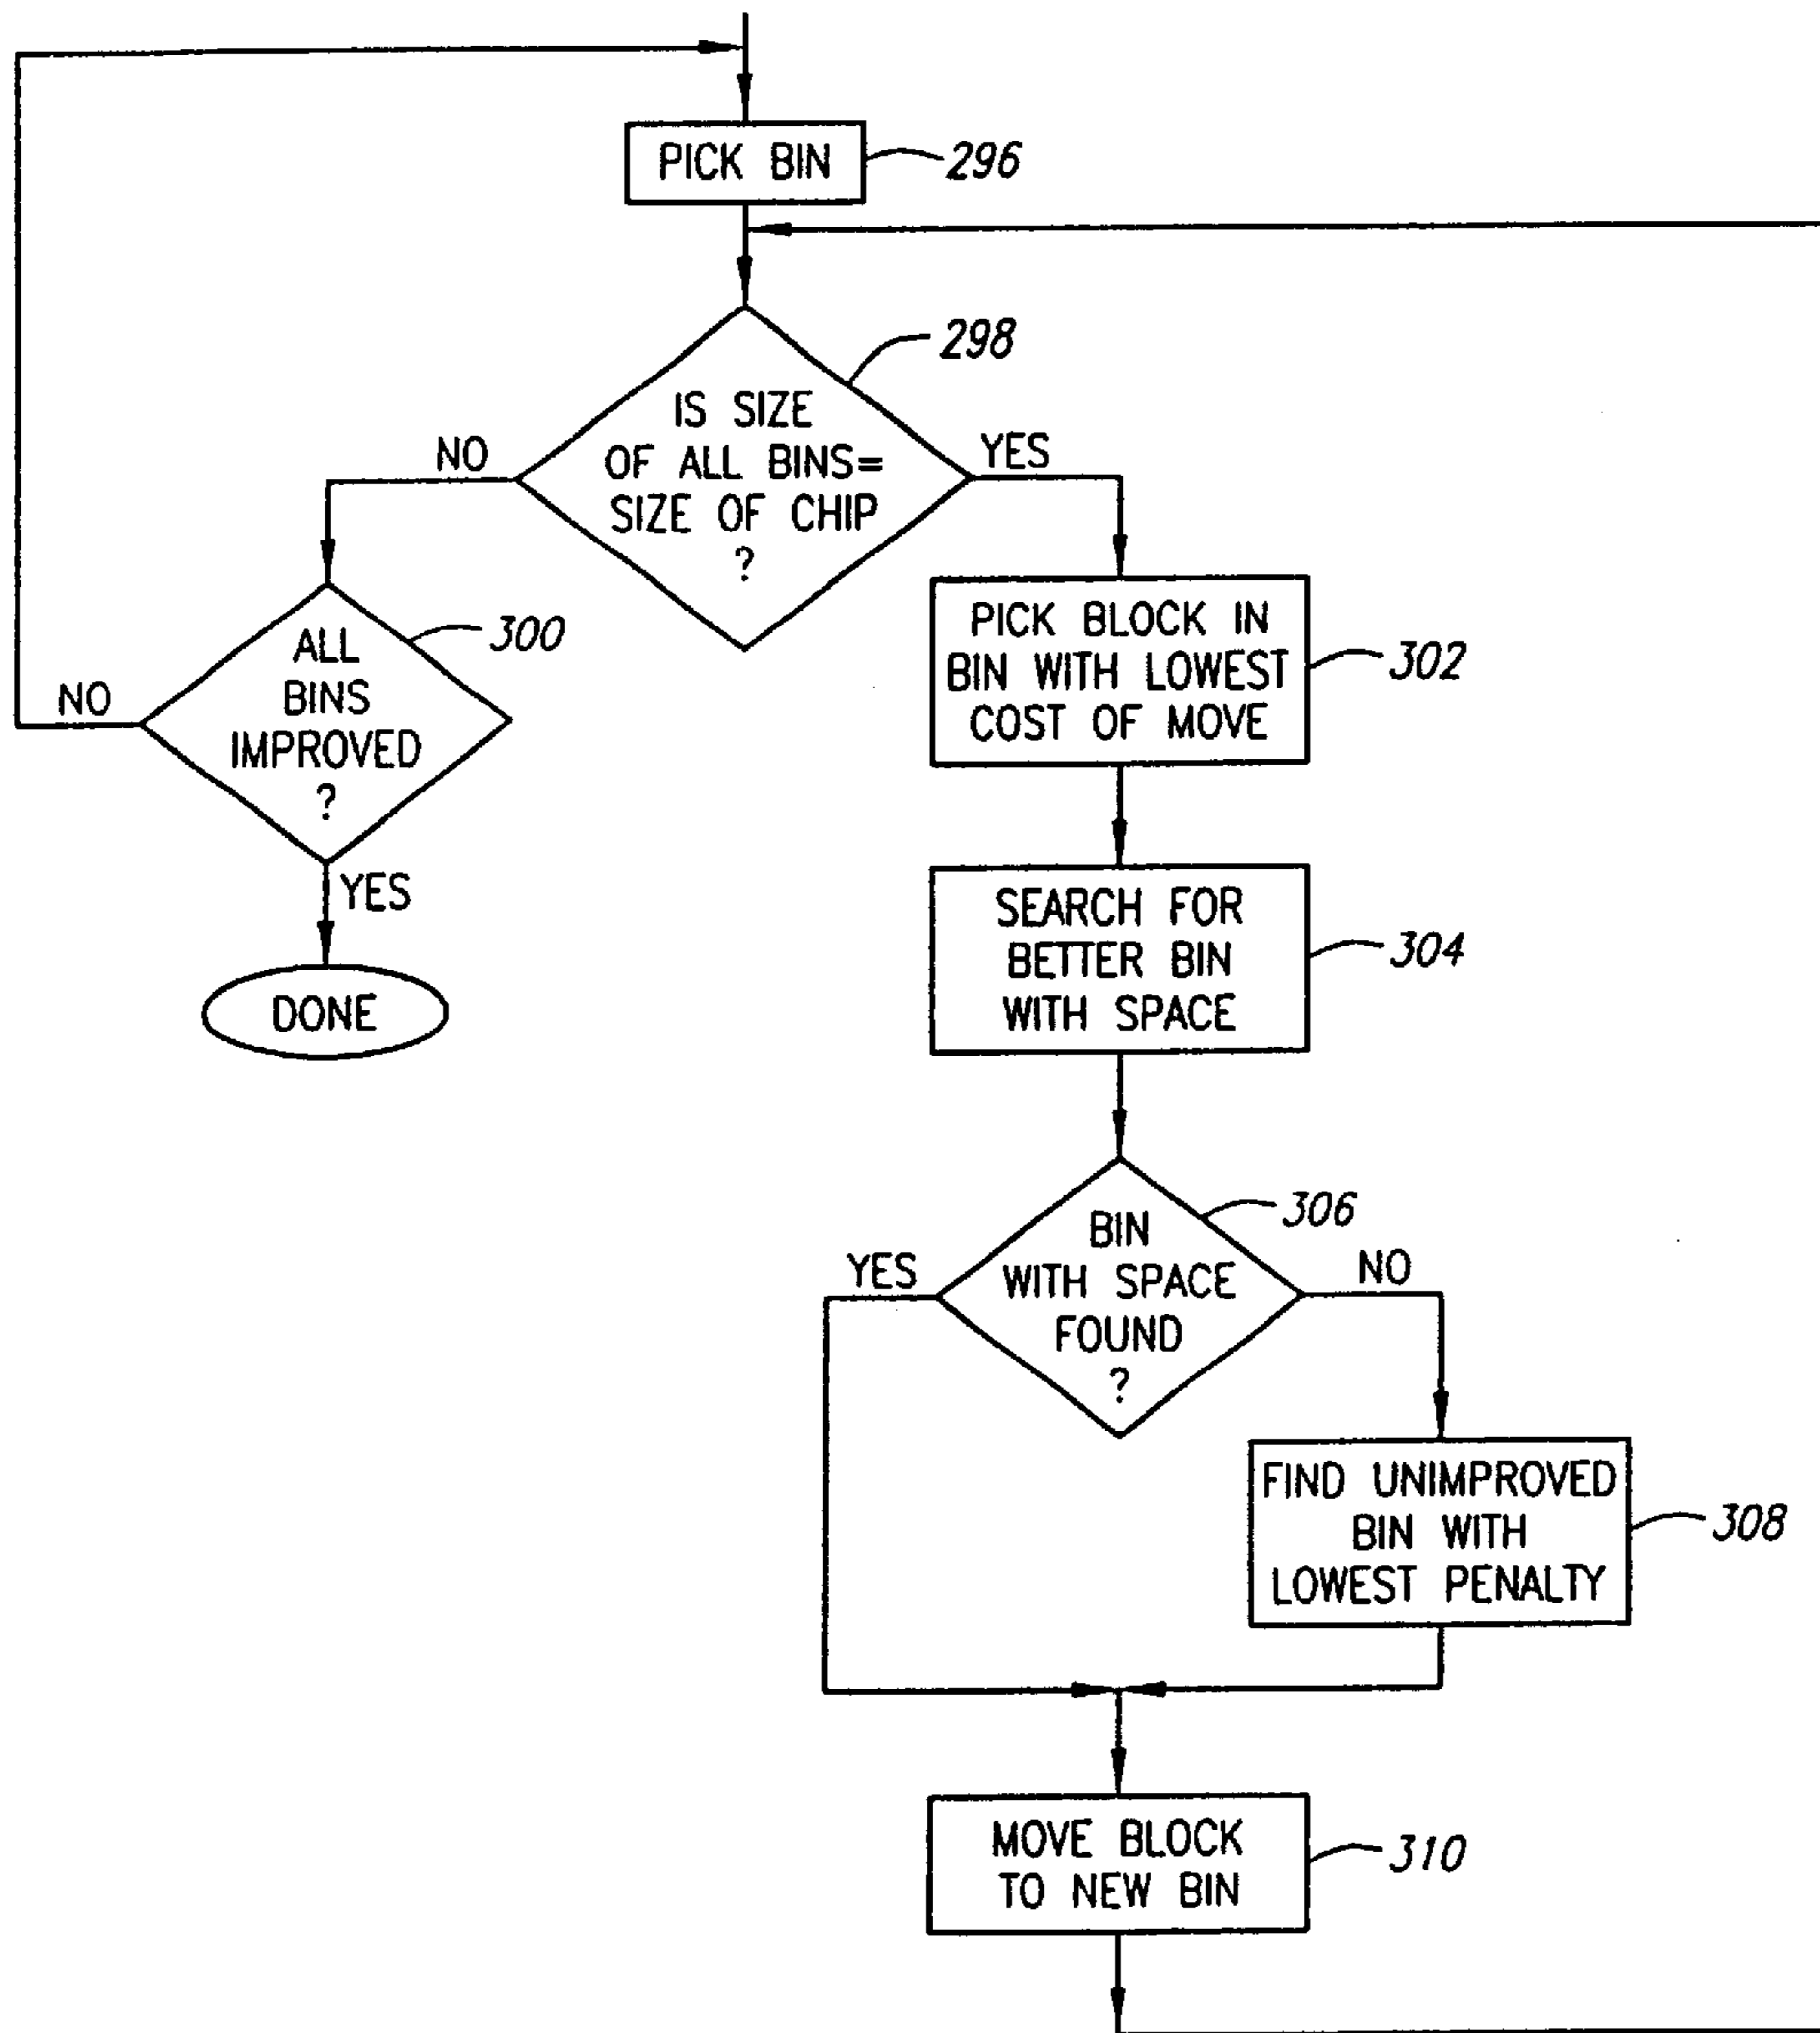 PICK BIN
296
298
IS SIZE
OF ALL BINS=
SIZE OF CHIP
?
NO
YES
300
ALL
BINS
IMPROVED
?
NO
YES
DONE
PICK BLOCK IN
BIN WITH LOWEST
COST OF MOVE
302
SEARCH FOR
BETTER BIN
WITH SPACE
304
306
BIN
WITH SPACE
FOUND
?
YES
NO
FIND UNIMPROVED
BIN WITH
LOWEST PENALTY
308
MOVE BLOCK
TO NEW BIN
310